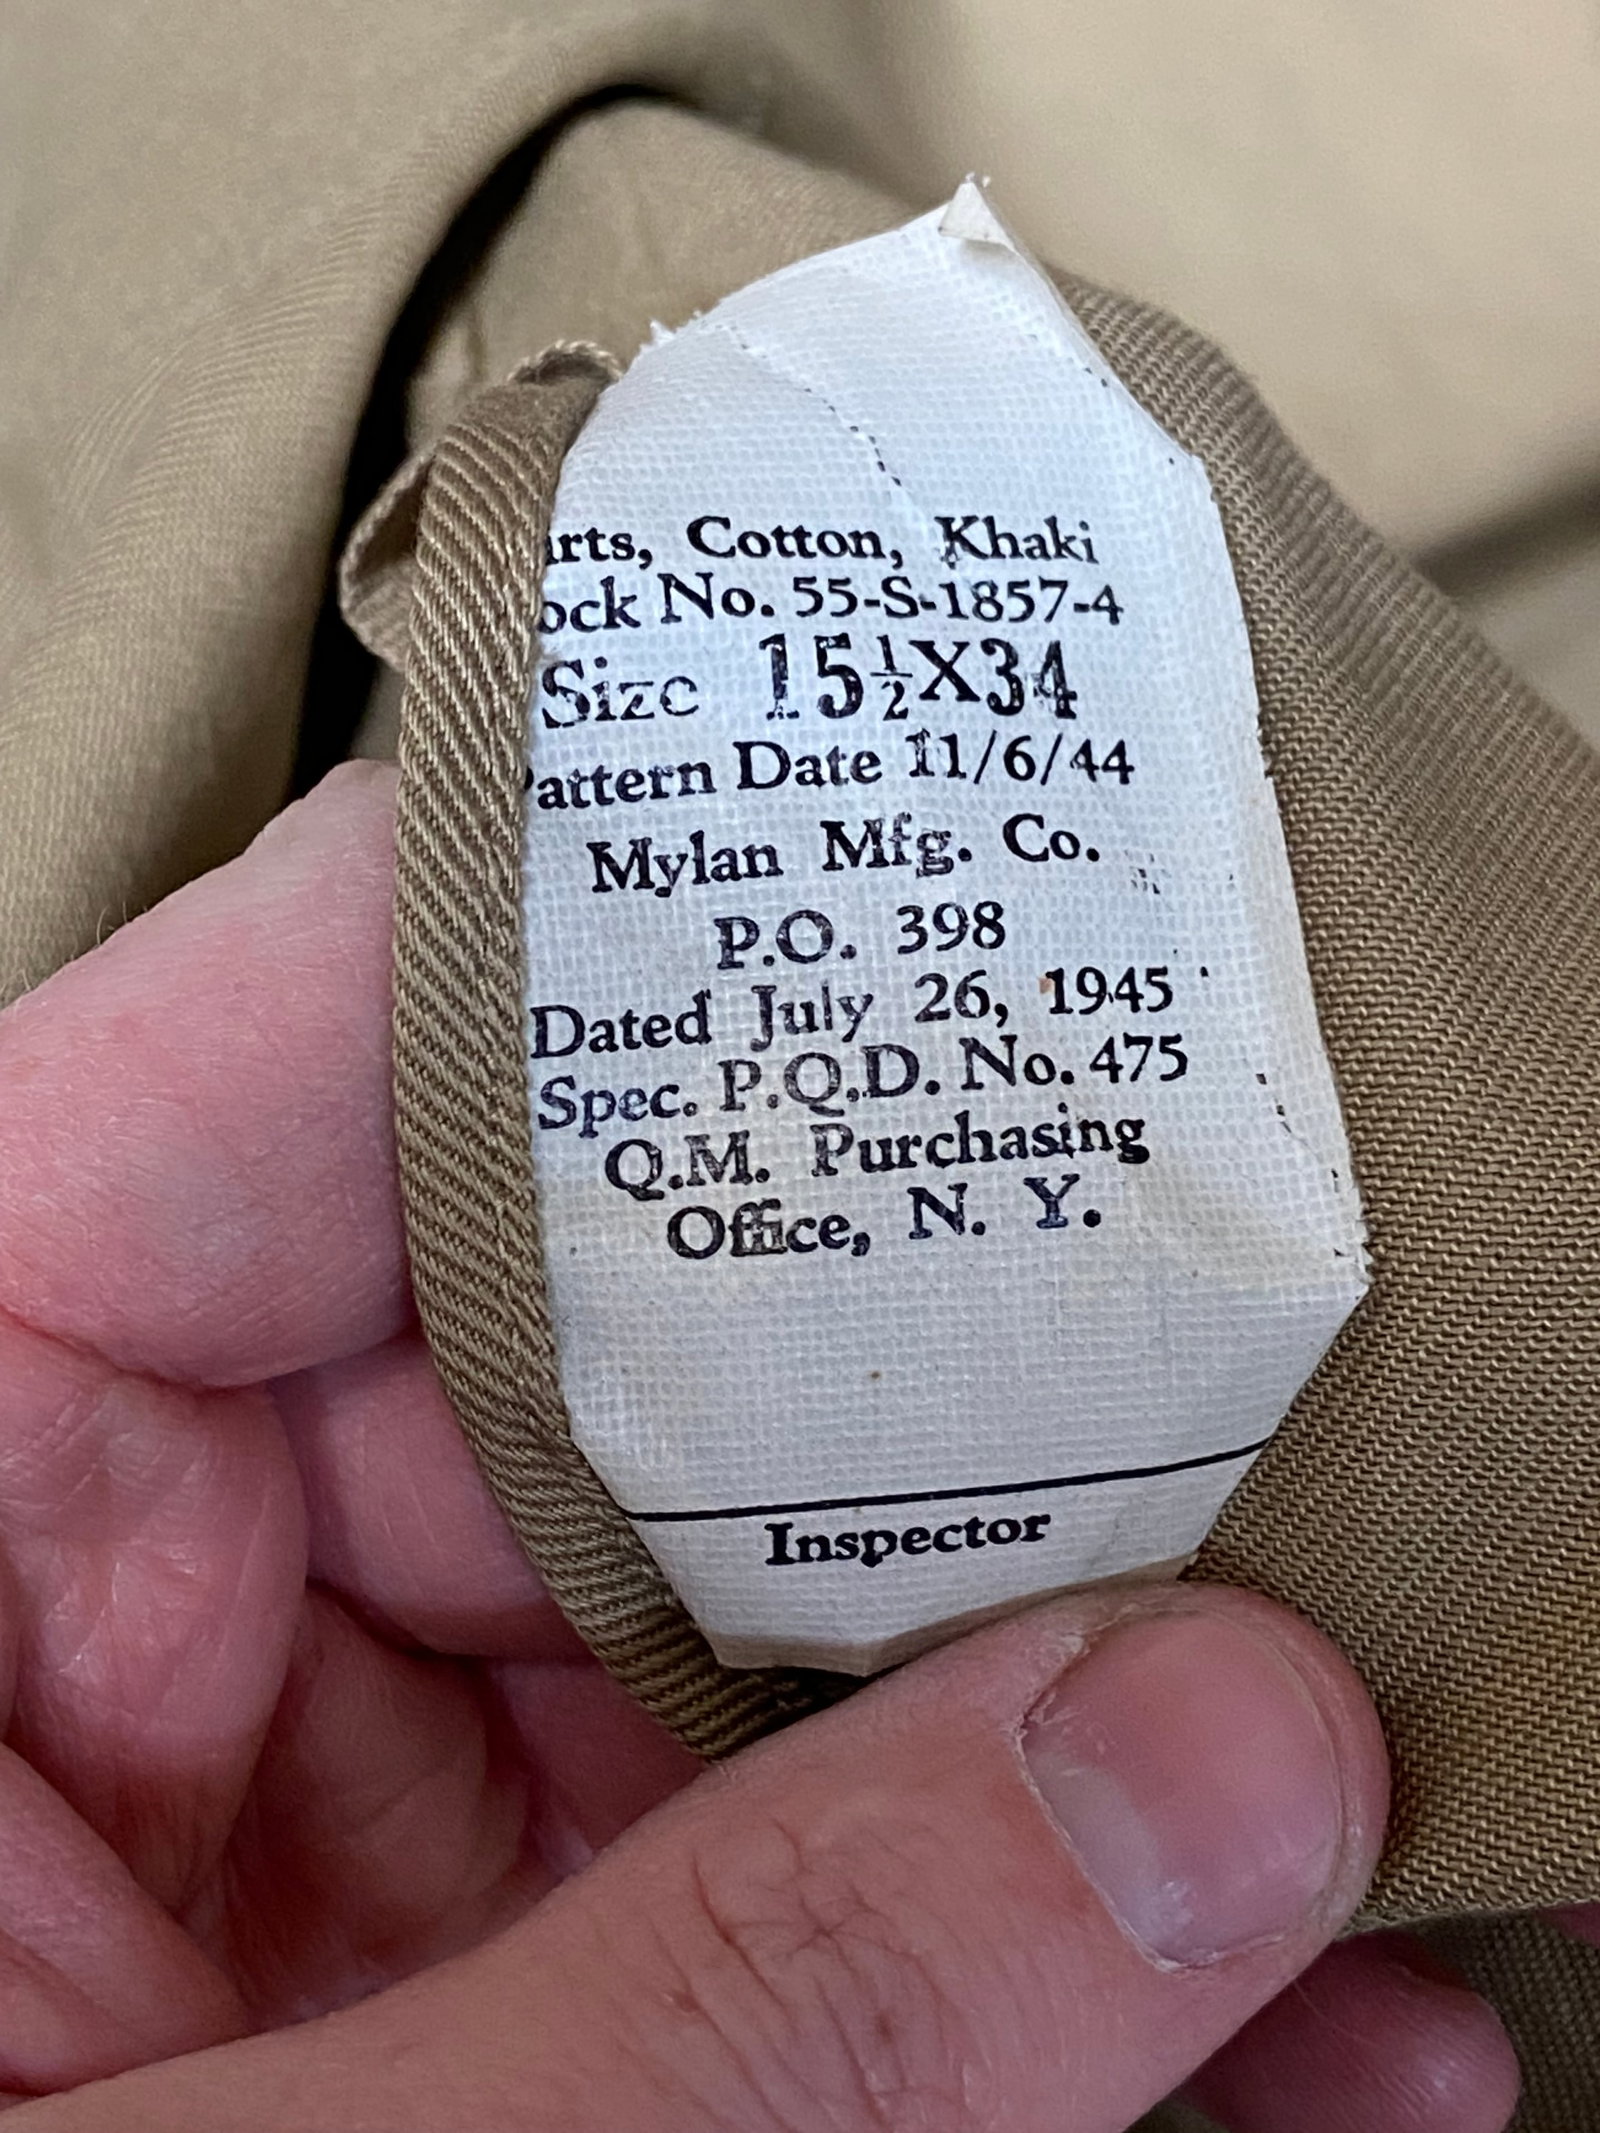 irts, Cotton, Khaki
ock No. 55-S-1857-4
Size 15½X34
Pattern Date 11/6/44
Mylan Mfg. Co.
P.O. 398
Dated July 26, 1945
Spec. P.Q.D. No. 475
Q.M. Purchasing
Office, N. Y.
Inspector